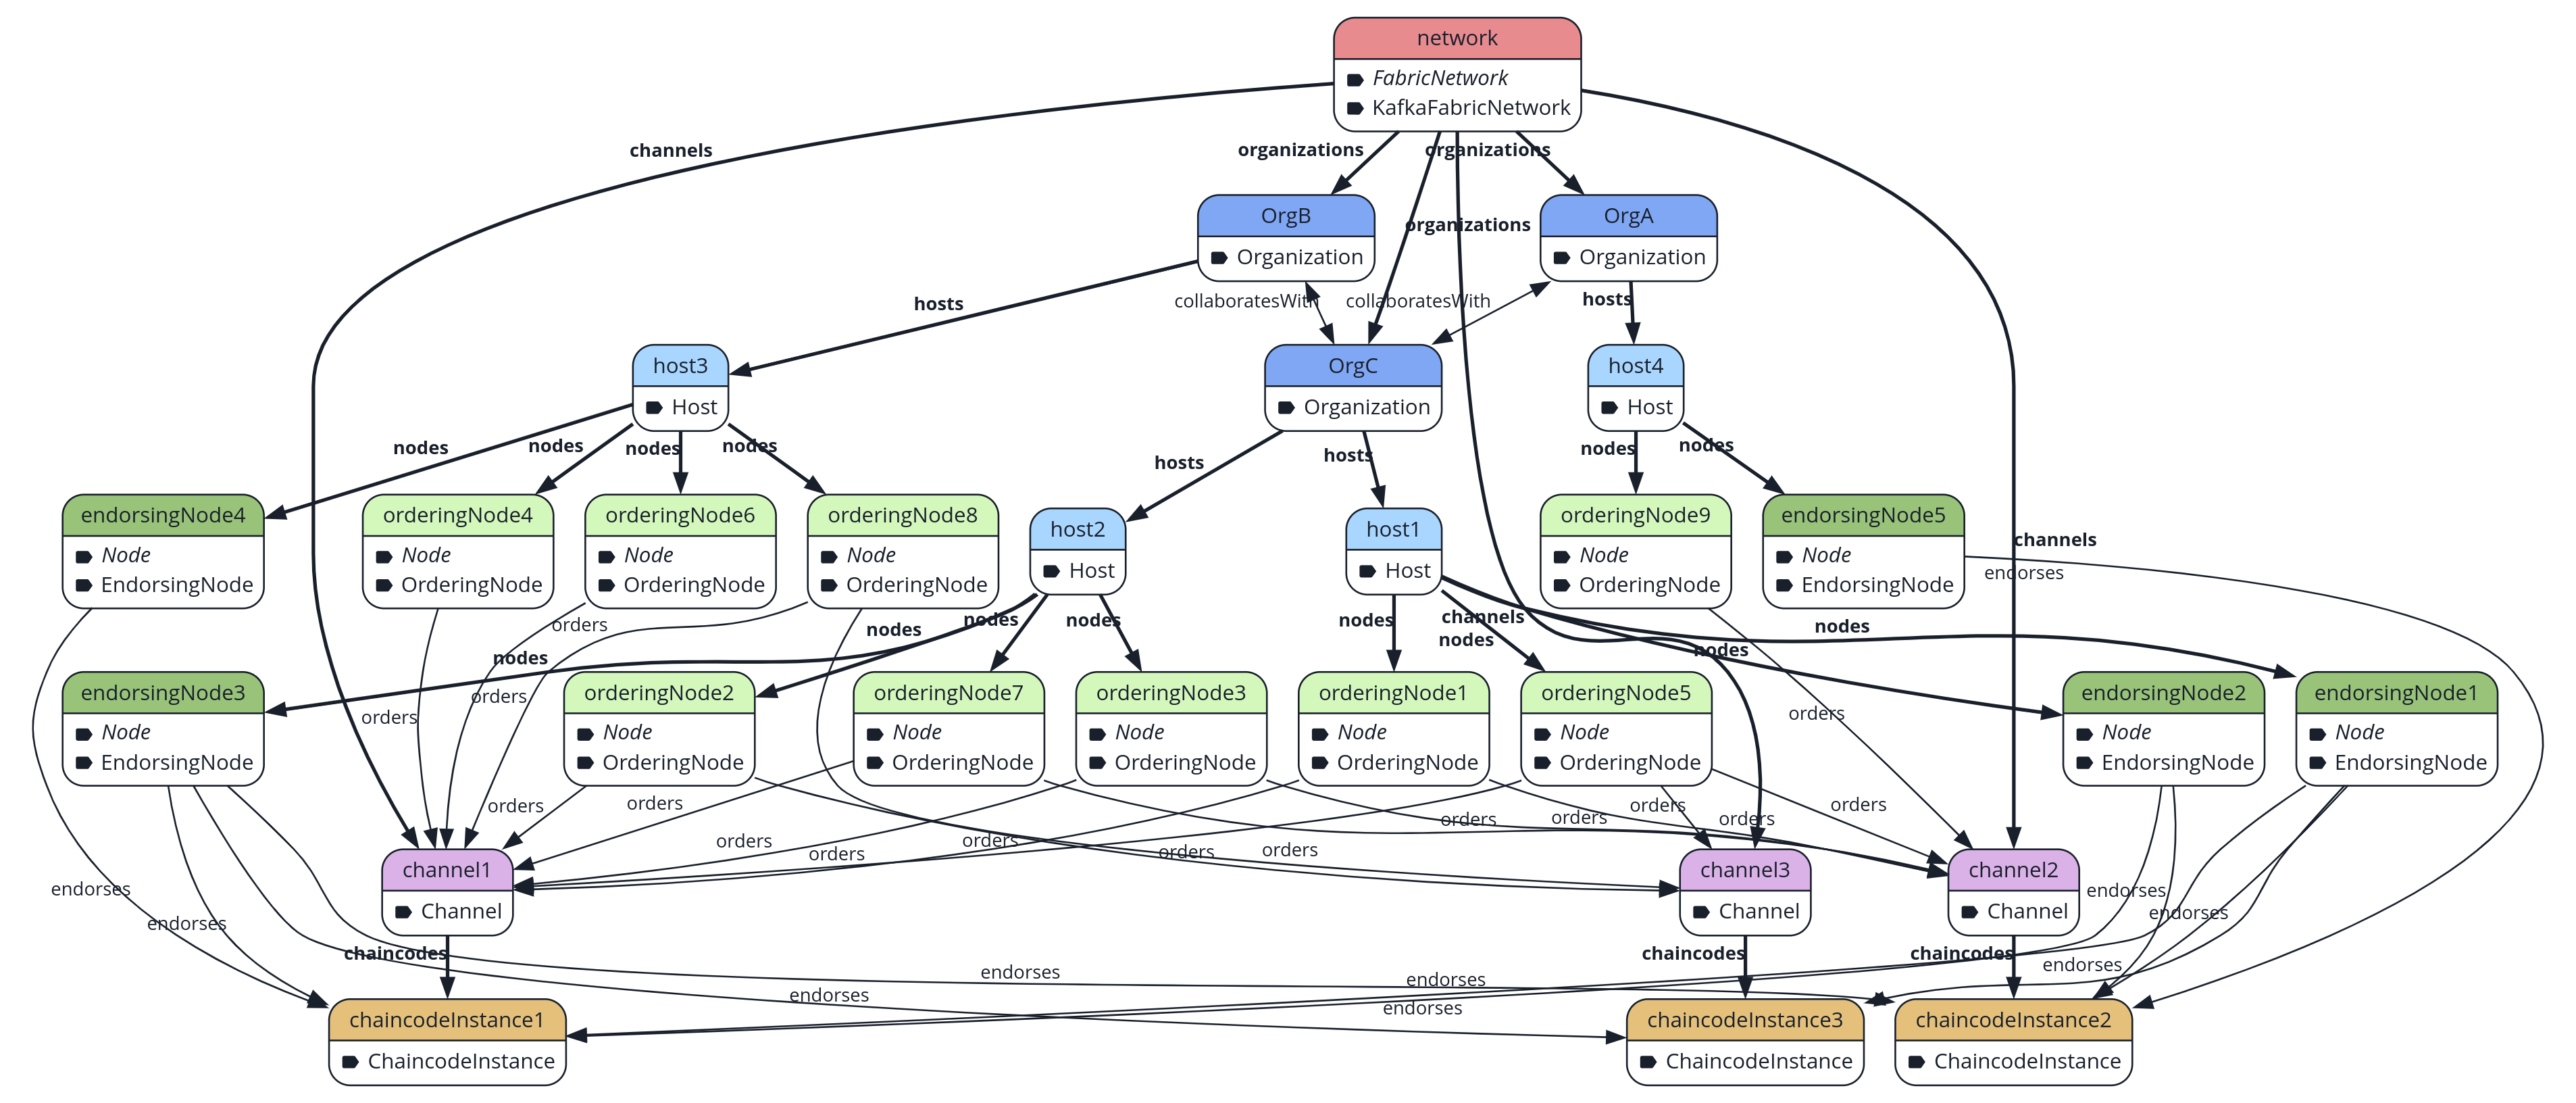 network
FabricNetwork
KafkaFabricNetwork
channels
organizations
organizations
OrgB
Organization
organizations
OrgA
Organization
hosts
collaboratesWith
collaboratesWith
hosts
host3
Host
OrgC
Organization
host4
Host
nodes
nodes
nodes
nodes
hosts
hosts
nodes
nodes
endorsingNode4
Node
EndorsingNode
orderingNode4
Node
OrderingNode
orderingNode6
Node
OrderingNode
orderingNode8
Node
OrderingNode
host2
Host
host1
Host
orderingNode9
Node
OrderingNode
endorsingNode5
Node
EndorsingNode
channels
endorses
orders
nodes
nodes
nodes
nodes
nodes
channels
nodes
nodes
nodes
endorsingNode3
Node
EndorsingNode
orders
orders
orderingNode2
Node
OrderingNode
orderingNode7
Node
OrderingNode
orderingNode3
Node
OrderingNode
orderingNode1
Node
OrderingNode
orderingNode5
Node
OrderingNode
orders
endorsingNode2
Node
EndorsingNode
endorsingNode1
Node
EndorsingNode
orders
orders
orders
orders
orders
orders
orders
orders
orders
orders
orders
orders
endorses
endorses
channel1
Channel
channel3
Channel
channel2
Channel
endorses
endorses
chaincodes
chaincodes
chaincodes
endorses
endorses
endorses
endorses
endorses
chaincodeInstance1
ChaincodeInstance
chaincodeInstance3
ChaincodeInstance
chaincodeInstance2
ChaincodeInstance